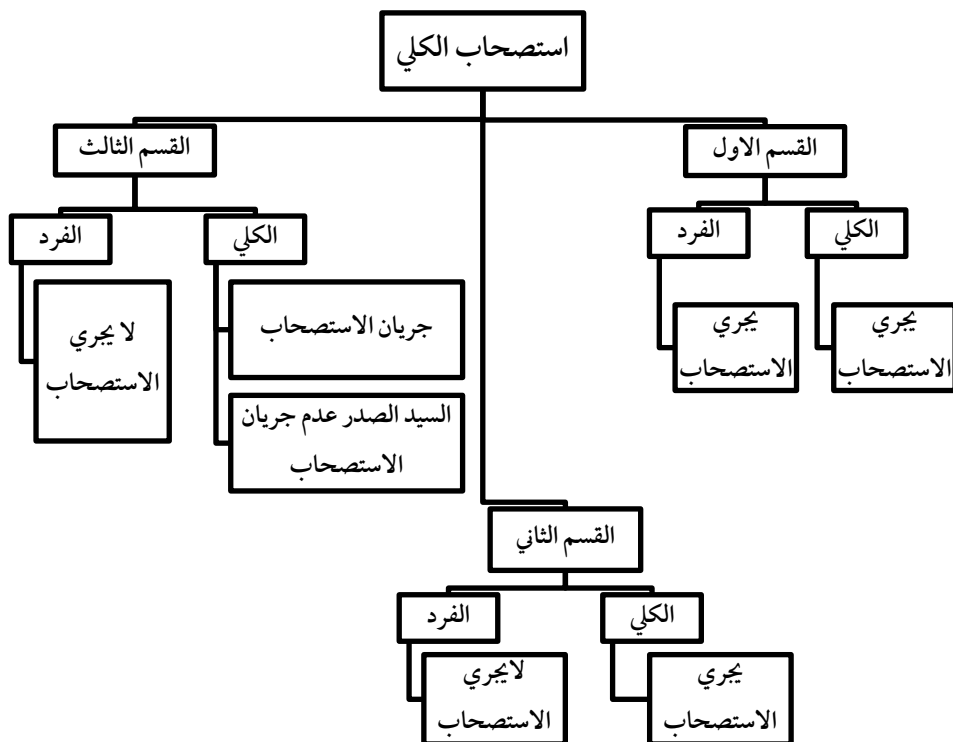 استصحاب الكلي
القسم الاول
الكلي
يجري
الاستصحاب
الفرد
يجري
الاستصحاب
القسم الثالث
الكلي
جريان الاستصحاب
السيد الصدر عدم جريان
الاستصحاب
الفرد
لا يجري
الاستصحاب
القسم الثاني
الكلي
يجري
الاستصحاب
الفرد
لايجري
الاستصحاب